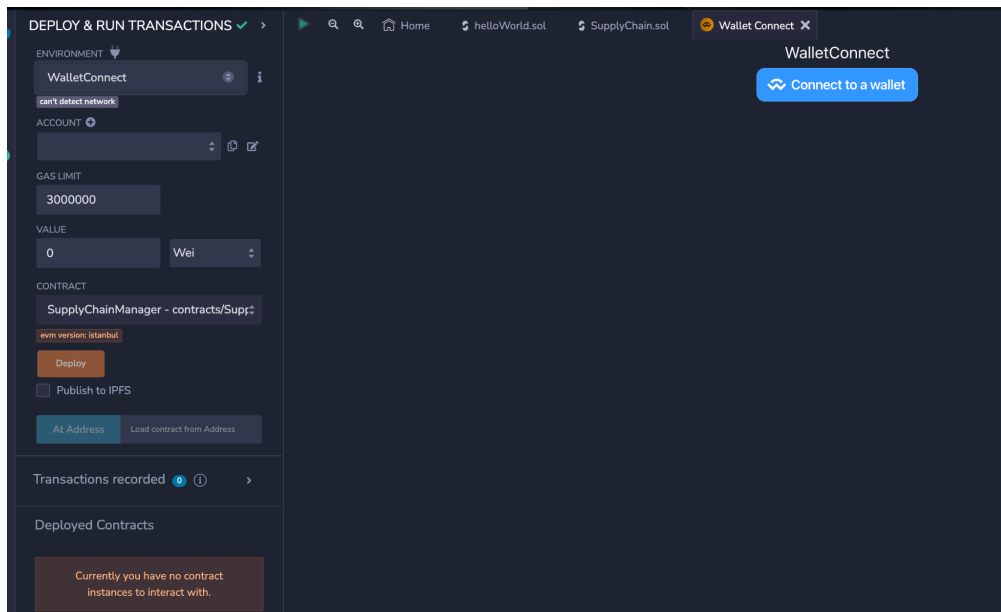 DEPLOY & RUN TRANSACTIONS
ENVIRONMENT
WalletConnect
can't detect network
ACCOUNT
GAS LIMIT
3000000
VALUE
0
Wei
CONTRACT
SupplyChainManager - contracts/Supp
evm version: istanbul
Deploy
Publish to IPFS
At Address
Load contract from Address
Transactions recorded 0
Deployed Contracts
Currently you have no contract
instances to interact with.
Home
helloWorld.sol
SupplyChain.sol
Wallet Connect
WalletConnect
Connect to a wallet